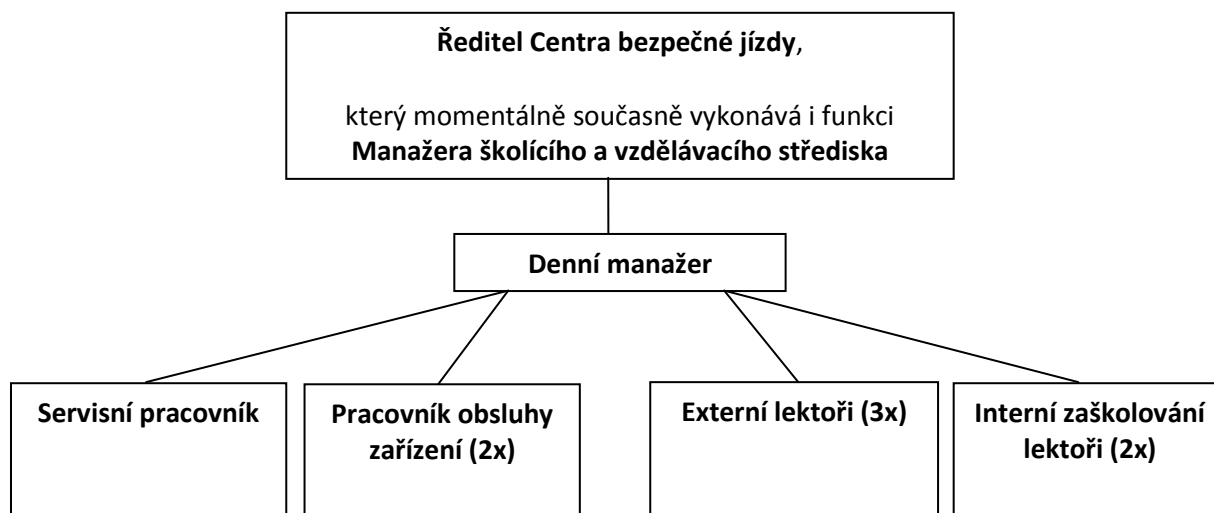 Ředitel Centra bezpečné jízdy,
který momentálně současně vykonává i funkci
Manažera školícího a vzdělávacího střediska
Denní manažer
Servisní pracovník
Pracovník obsluhy
zařízení (2x)
Externí lektoři (3x)
Interní zaškolování
lektoři (2x)